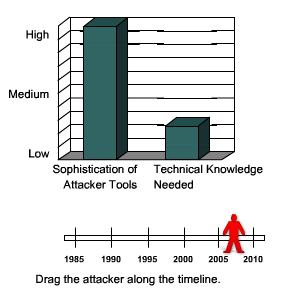 High
Medium
Low
Sophistication of Technical Knowledge
Attacker Tools Needed
1985 1990 1995 2000 2005 2010
Drag the attacker along the timeline.